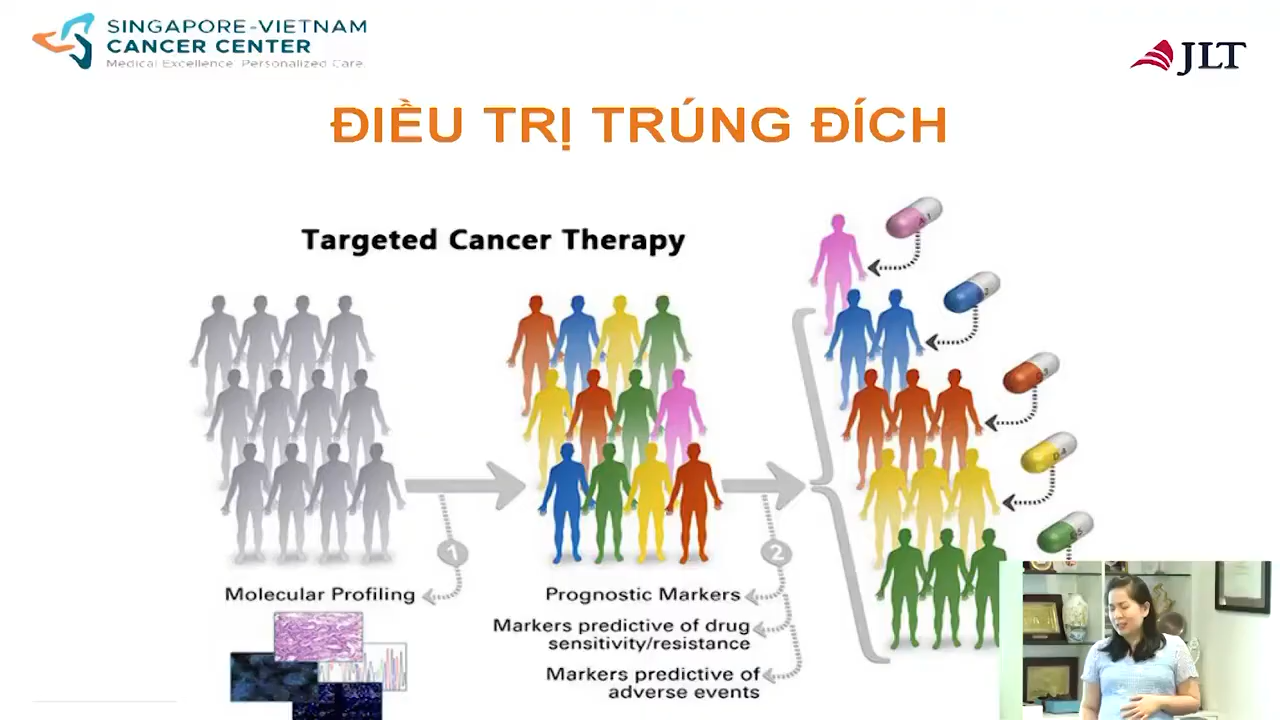 SINGAPORE-VIETNAM
CANCER CENTER
Medical Excellence. Personalized Care.
JLT
ĐIỀU TRỊ TRÚNG ĐÍCH
Targeted Cancer Therapy
1
2
Molecular Profiling
Prognostic Markers
Markers predictive of drug
sensitivity/resistance
Markers predictive of
adverse events